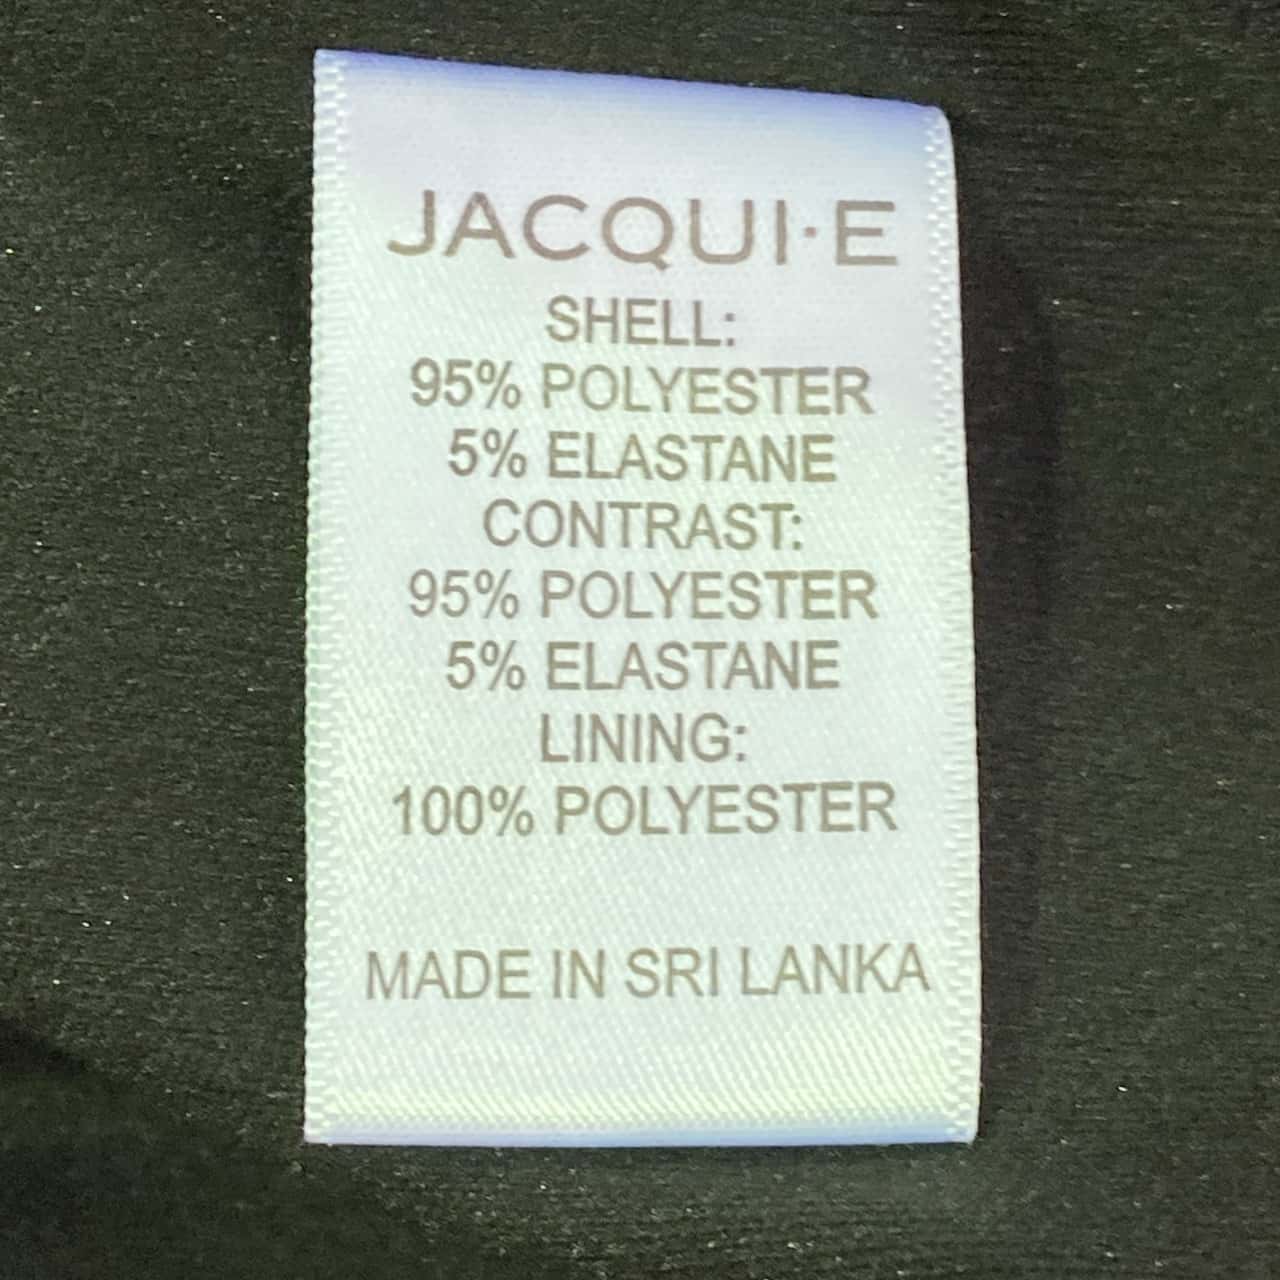 JACQUI·E
SHELL:
95% POLYESTER
5% ELASTANE
CONTRAST:
95% POLYESTER
5% ELASTANE
LINING:
100% POLYESTER
MADE IN SRI LANKA